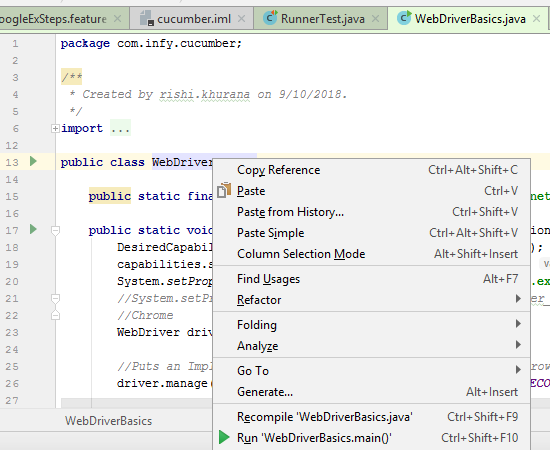 oogleExSteps.feature cucumber.iml RunnerTest.java WebDriverBasics.java
1 package com.infy.cucumber;
2
3 /**
4 * Created by rishi.khurana on 9/10/2018.
5 */
6 import ...
12
13 public class WebDriver
14
15 public static fina net
16
17 public static voi ion
18 DesiredCapabil );
19 capabilities.s
20 System.setProp .ex
21 //System.setPr er_
22 //Chrome
23 WebDriver driv
24
25 //Puts an Impl row
26 driver.manage( ECO
27
WebDriverBasics
Copy Reference Ctrl+Alt+Shift+C
Paste Ctrl+V
Paste from History... Ctrl+Shift+V
Paste Simple Ctrl+Alt+Shift+V
Column Selection Mode Alt+Shift+Insert
Find Usages Alt+F7
Refactor
Folding
Analyze
Go To
Generate... Alt+Insert
Recompile 'WebDriverBasics.java' Ctrl+Shift+F9
Run 'WebDriverBasics.main()' Ctrl+Shift+F10